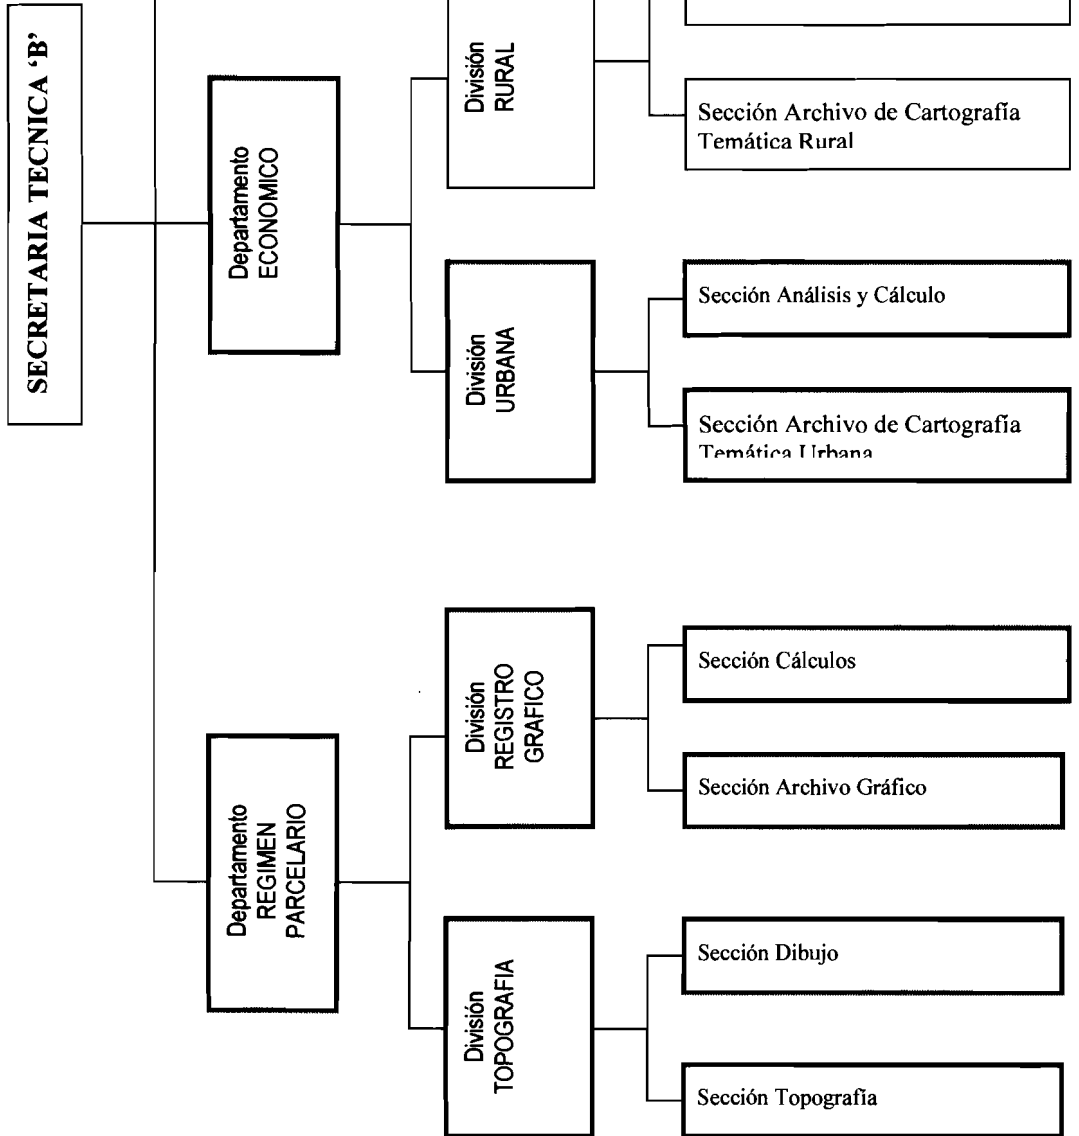 SECRETARIA TECNICA ‘B’
Departamento
ECONOMICO
División
RURAL
Sección Archivo de Cartografía
Temática Rural
División
URBANA
Sección Análisis y Cálculo
Sección Archivo de Cartografía
Temática Urbana
Departamento
REGIMEN
PARCELARIO
División
REGISTRO
GRAFICO
Sección Cálculos
Sección Archivo Gráfico
División
TOPOGRAFIA
Sección Dibujo
Sección Topografía